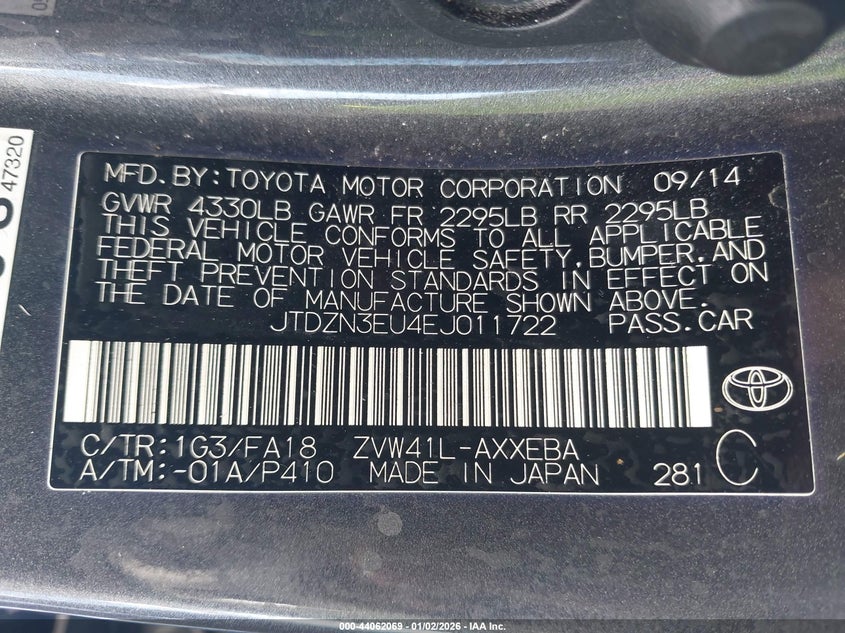 47320
MFD.BY:TOYOTA MOTOR CORPORATION 09/14
GVWR 4330LB GAWR FR 2295LB RR 2295LB
THIS VEHICLE CONFORMS TO ALL APPLICABLE
FEDERAL MOTOR VEHICLE SAFETY,BUMPER,AND
THEFT PREVENTION STANDARDS IN EFFECT ON
THE DATE OF MANUFACTURE SHOWN ABOVE.
JTDZN3EU4EJ011722 PASS.CAR
C/TR:1G3/FA18 ZVW41L-AXXEBA
A/TM:-01A/P410 MADE IN JAPAN 281 C
000-44062069 - 01/02/2026 - IAA Inc.